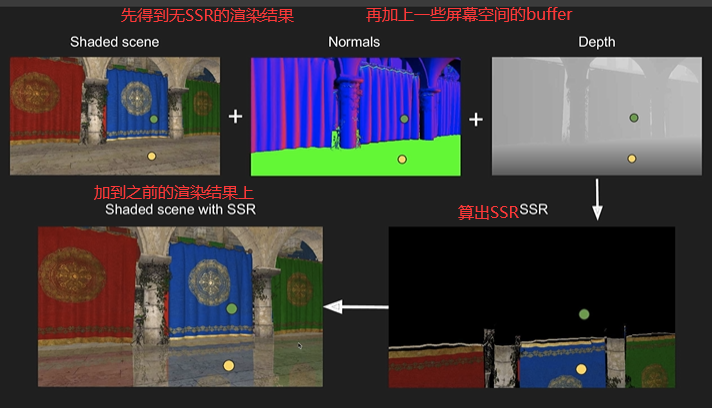 先得到无SSR的渲染结果
再加上一些屏幕空间的buffer
Shaded scene
Normals
Depth
+
+
加到之前的渲染结果上
Shaded scene with SSR
算出SSR
SSR